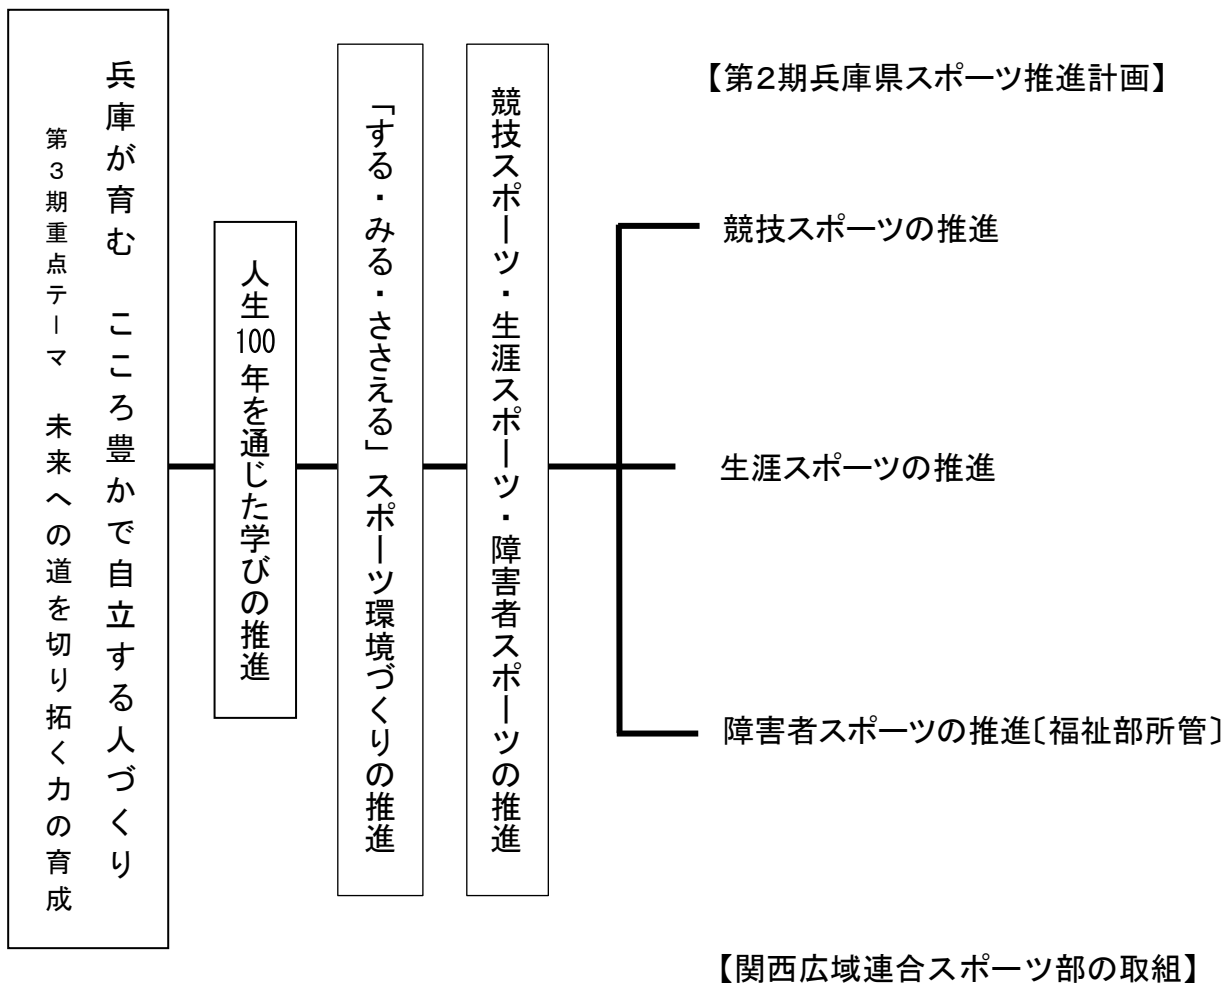 兵庫が育む　こころ豊かで自立する人づくり
第3期重点テーマ　未来への道を切り拓く力の育成
人生100年を通じた学びの推進
「する・みる・ささえる」スポーツ環境づくりの推進
競技スポーツ・生涯スポーツ・障害者スポーツの推進
【第2期兵庫県スポーツ推進計画】
競技スポーツの推進
生涯スポーツの推進
障害者スポーツの推進〔福祉部所管〕
【関西広域連合スポーツ部の取組】